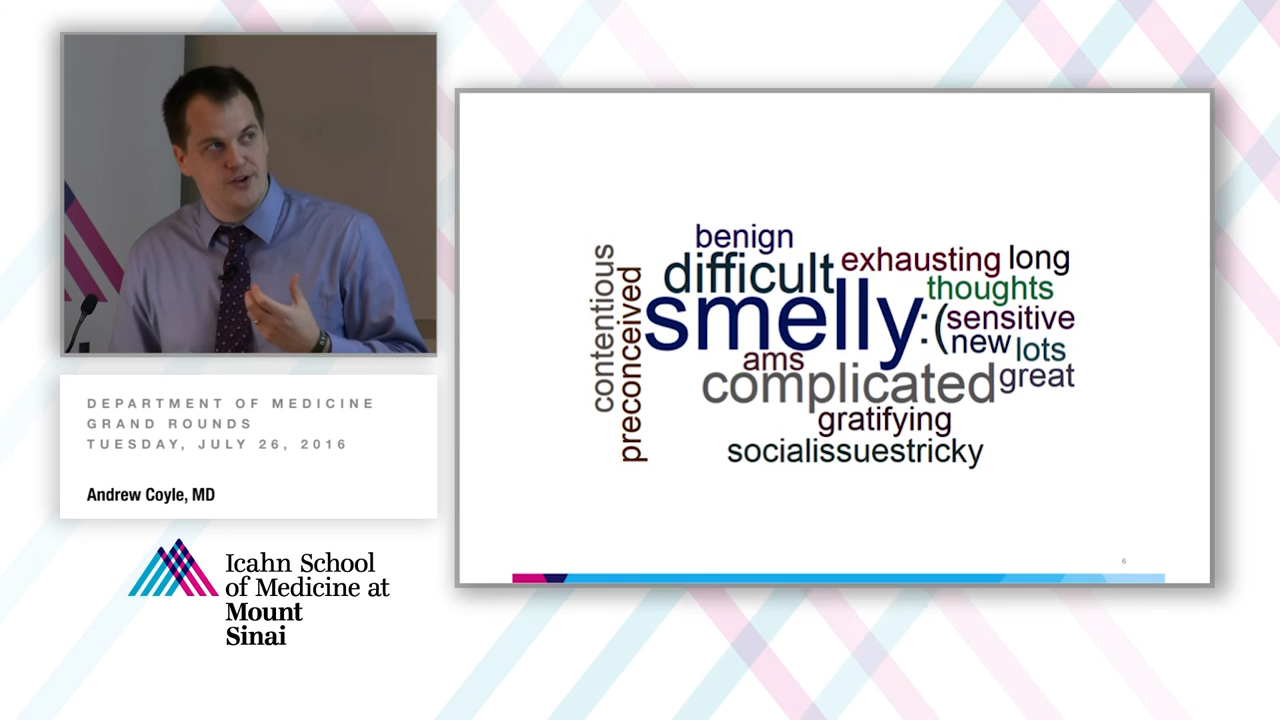 DEPARTMENT OF MEDICINE
GRAND ROUNDS
TUESDAY, JULY 26, 2016
Andrew Coyle, MD
Icahn School
of Medicine at
Mount
Sinai
benign
contentious
preconceived
difficult
exhausting
long
thoughts
smelly
:(
sensitive
new
lots
ams
complicated
great
gratifying
socialissuestricky
6